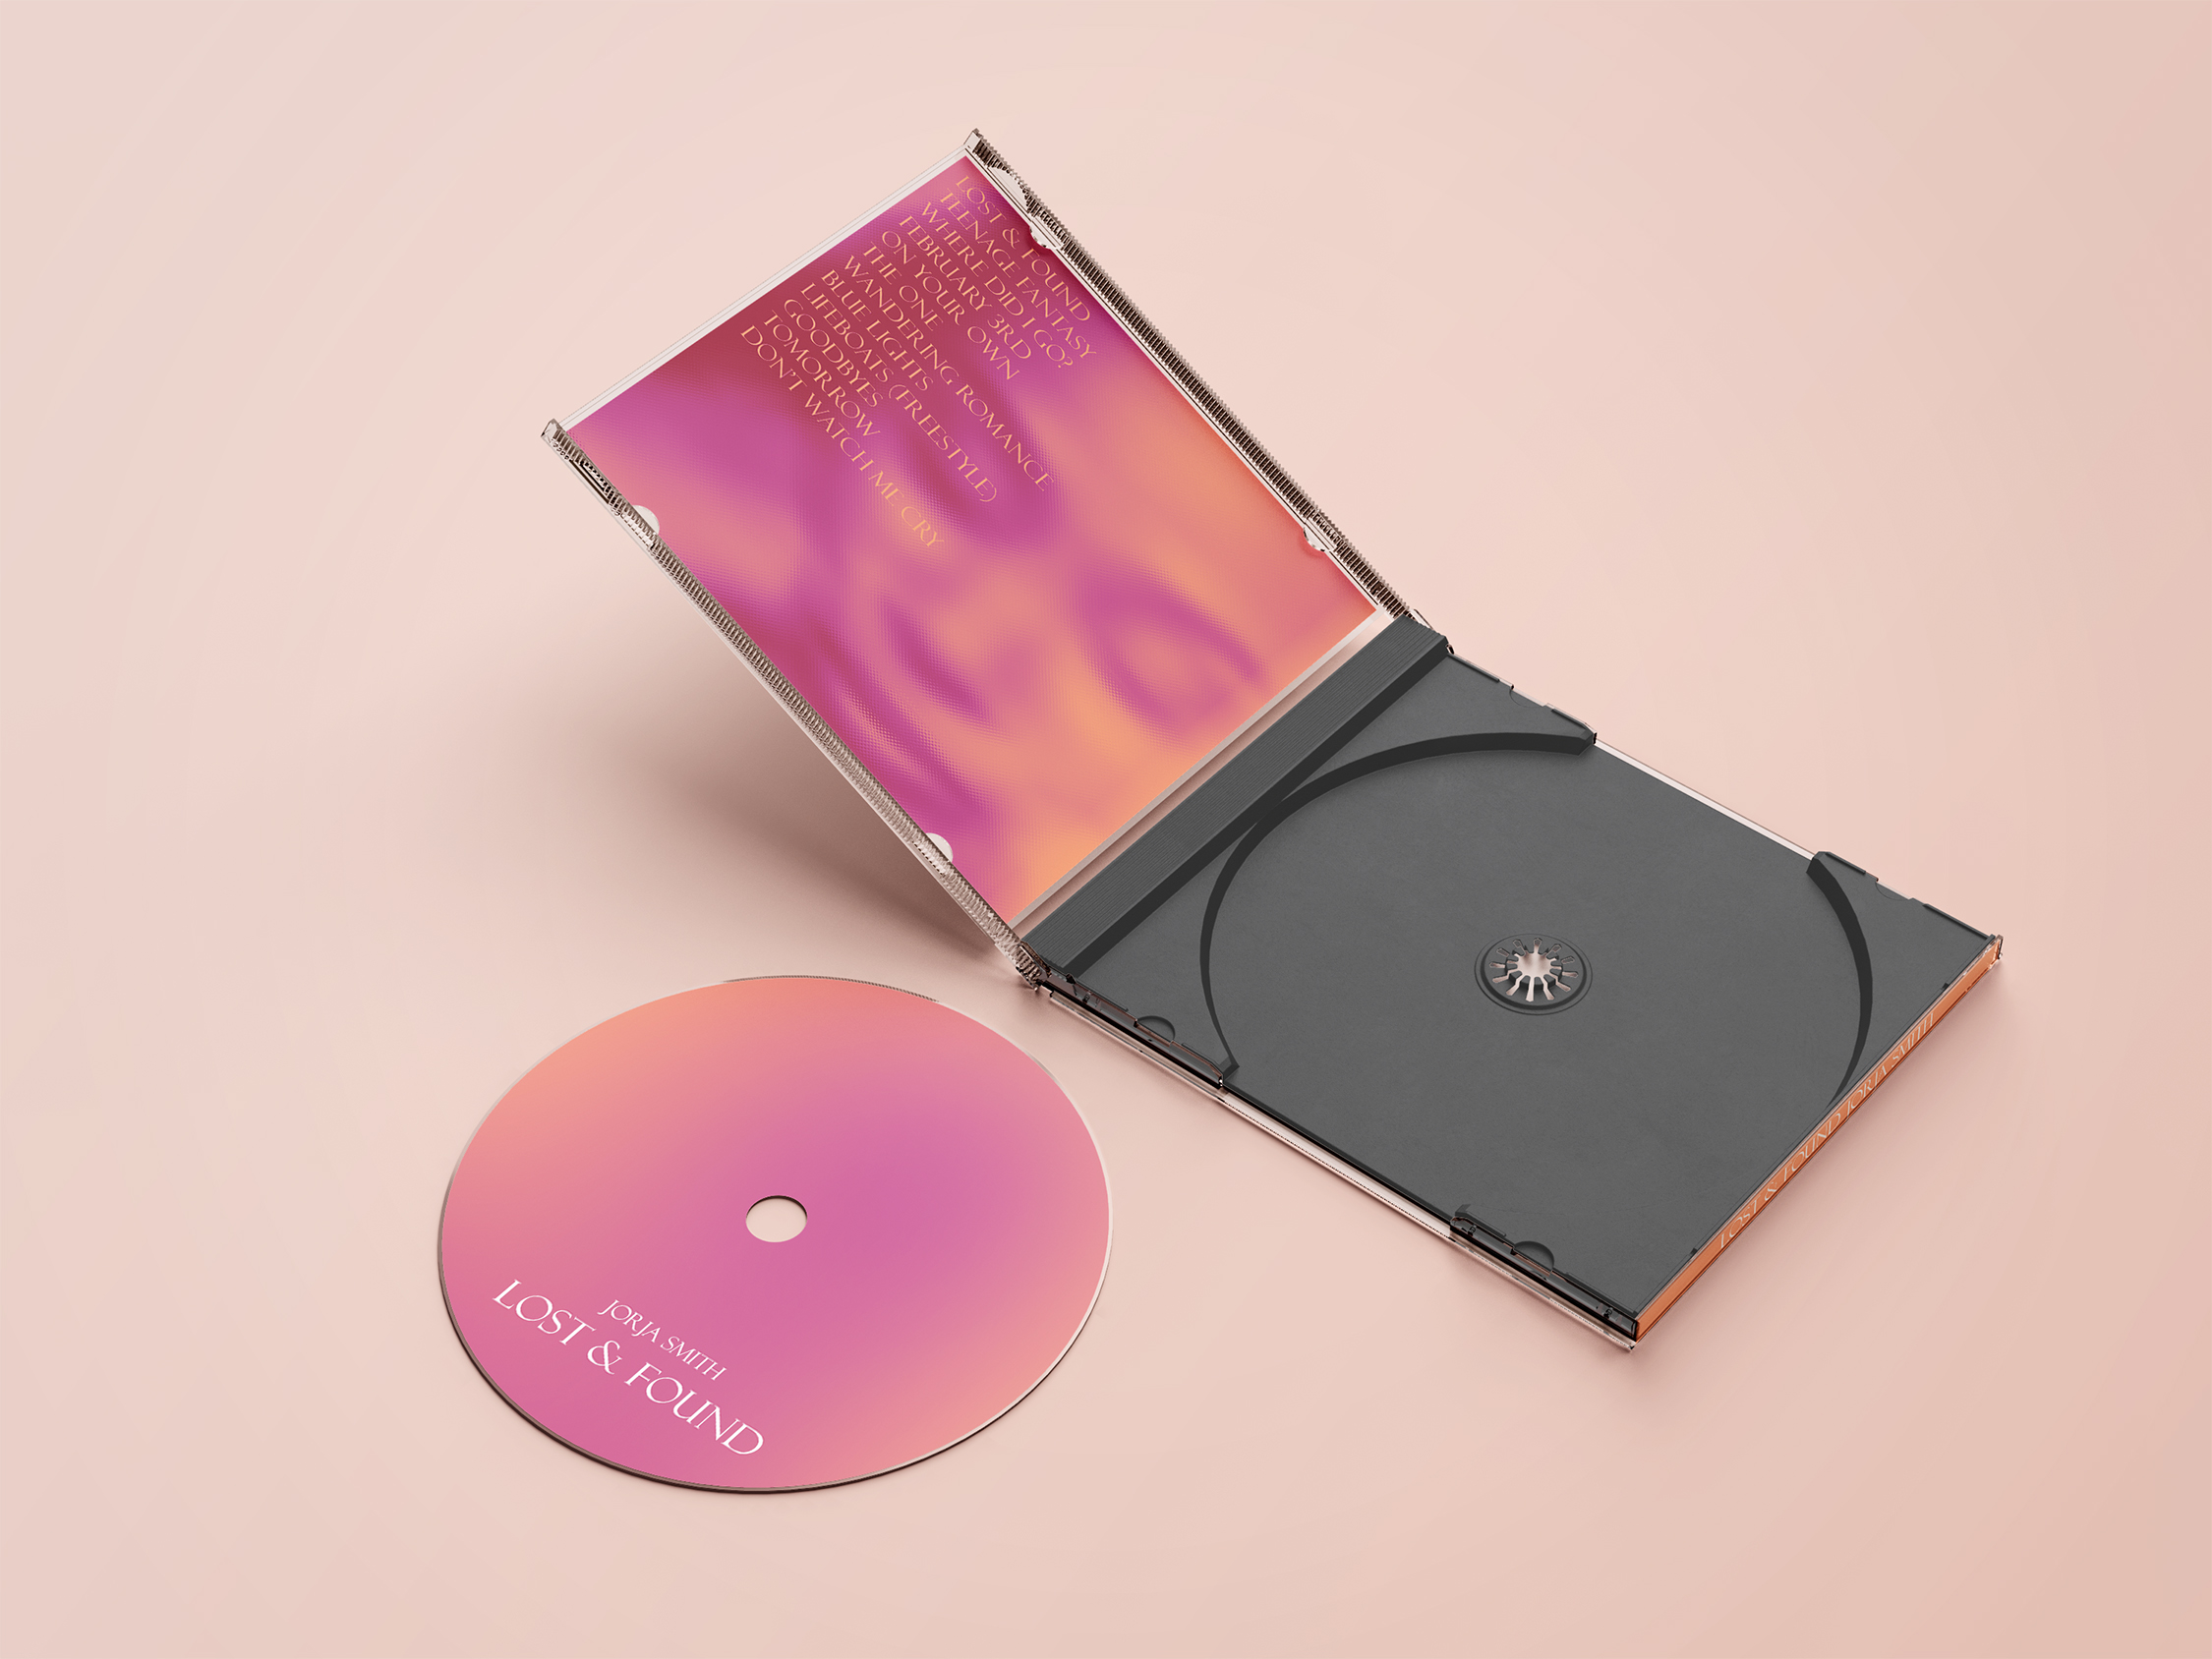 LOST & FOUND
TEENAGE FANTASY
WHERE DID I GO?
FEBRUARY 3RD
ON YOUR OWN
THE ONE
WANDERING ROMANCE
BLUE LIGHTS
LIFEBOATS (FREESTYLE)
GOODBYES
TOMORROW
DON'T WATCH ME CRY
JORJA SMITH
LOST & FOUND
LOST & FOUND JORJA SMITH